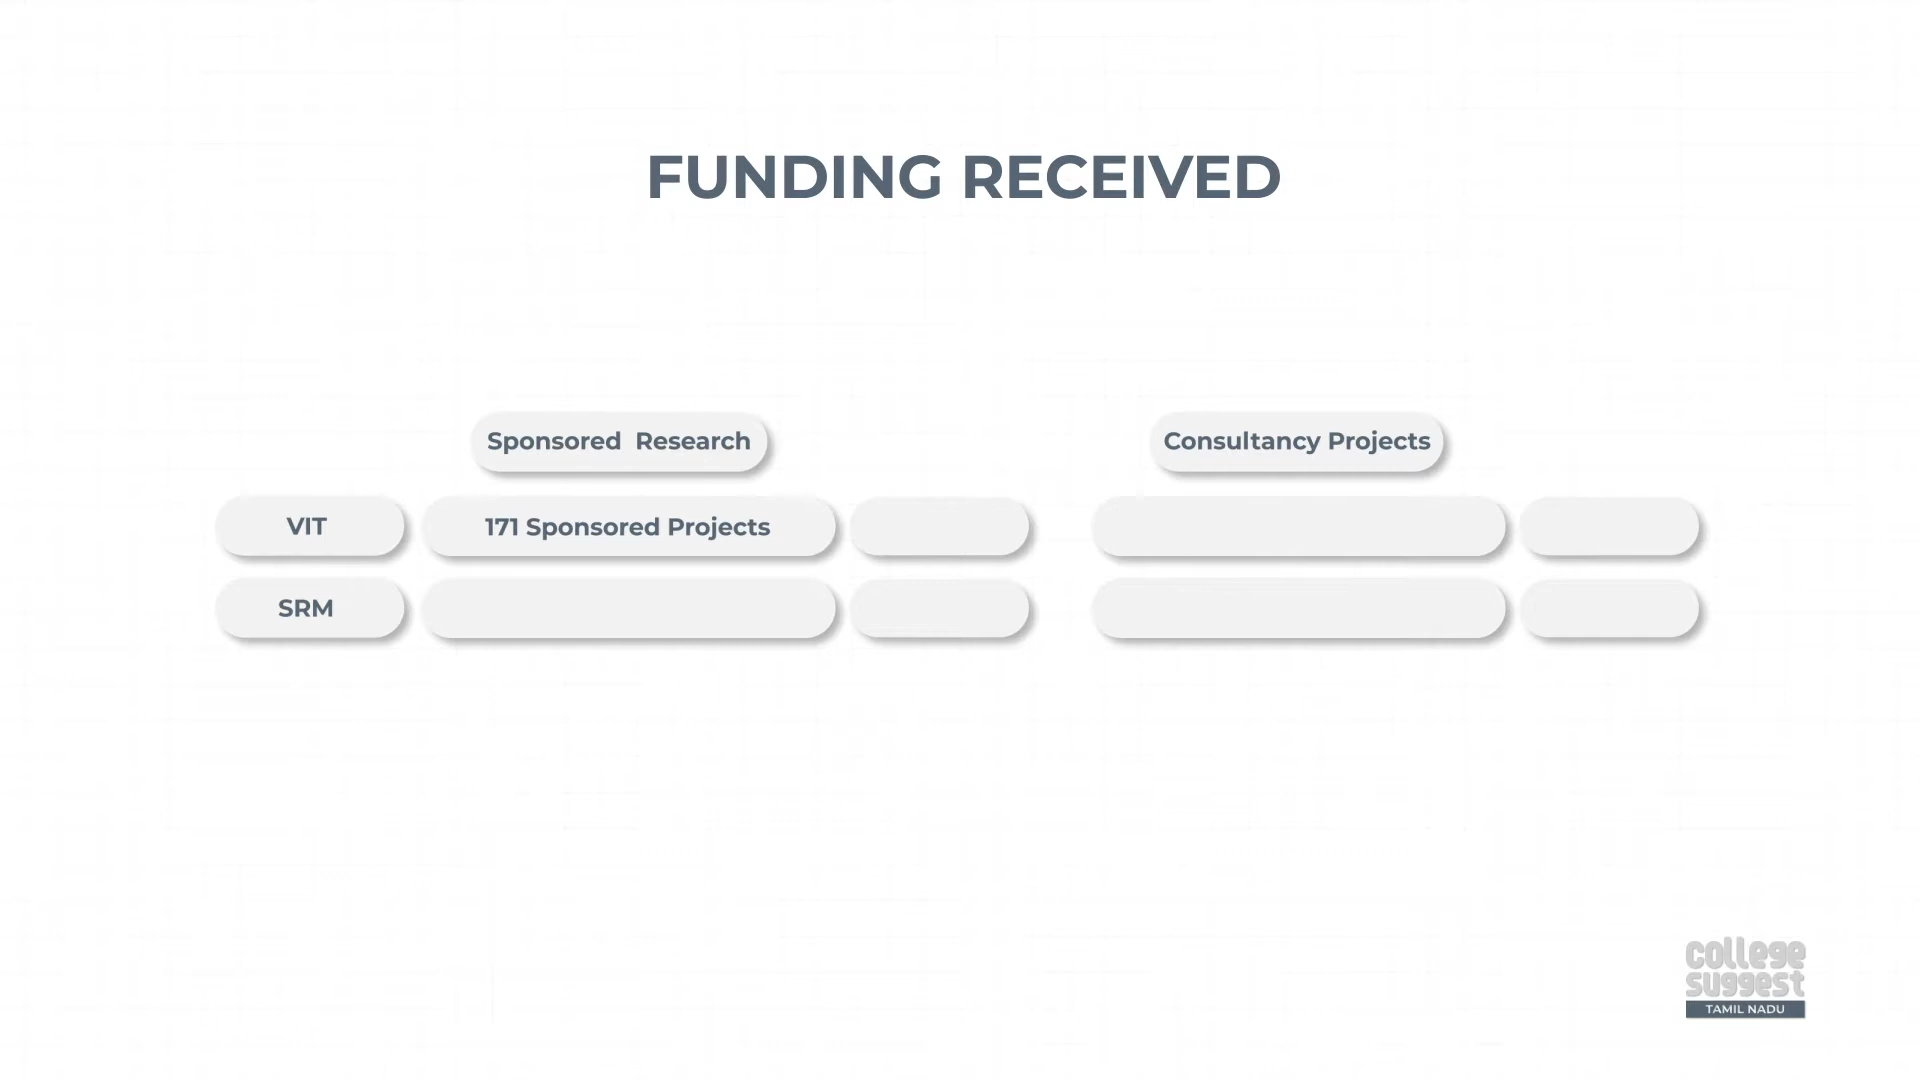 FUNDING RECEIVED
Sponsored Research
Consultancy Projects
VIT
171 Sponsored Projects
SRM
college
suggest
TAMIL NADU